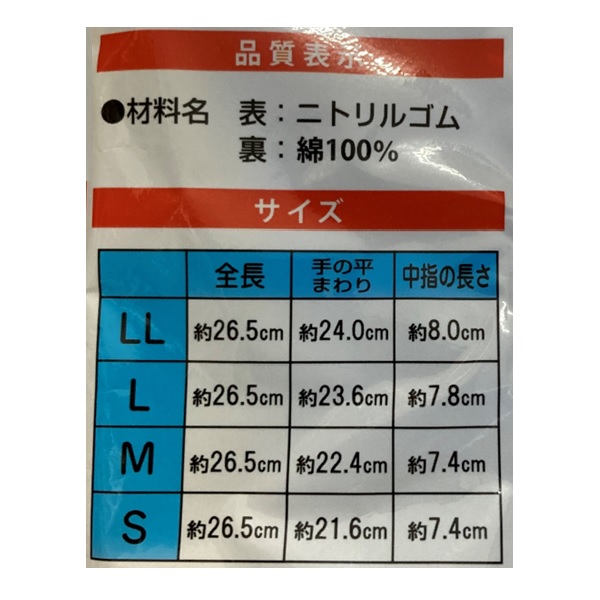 品質表示
●材料名 表：ニトリルゴム
裏：綿100%
サイズ
全長 手の平まわり 中指の長さ
LL 約26.5cm 約24.0cm 約8.0cm
L 約26.5cm 約23.6cm 約7.8cm
M 約26.5cm 約22.4cm 約7.4cm
S 約26.5cm 約21.6cm 約7.4cm